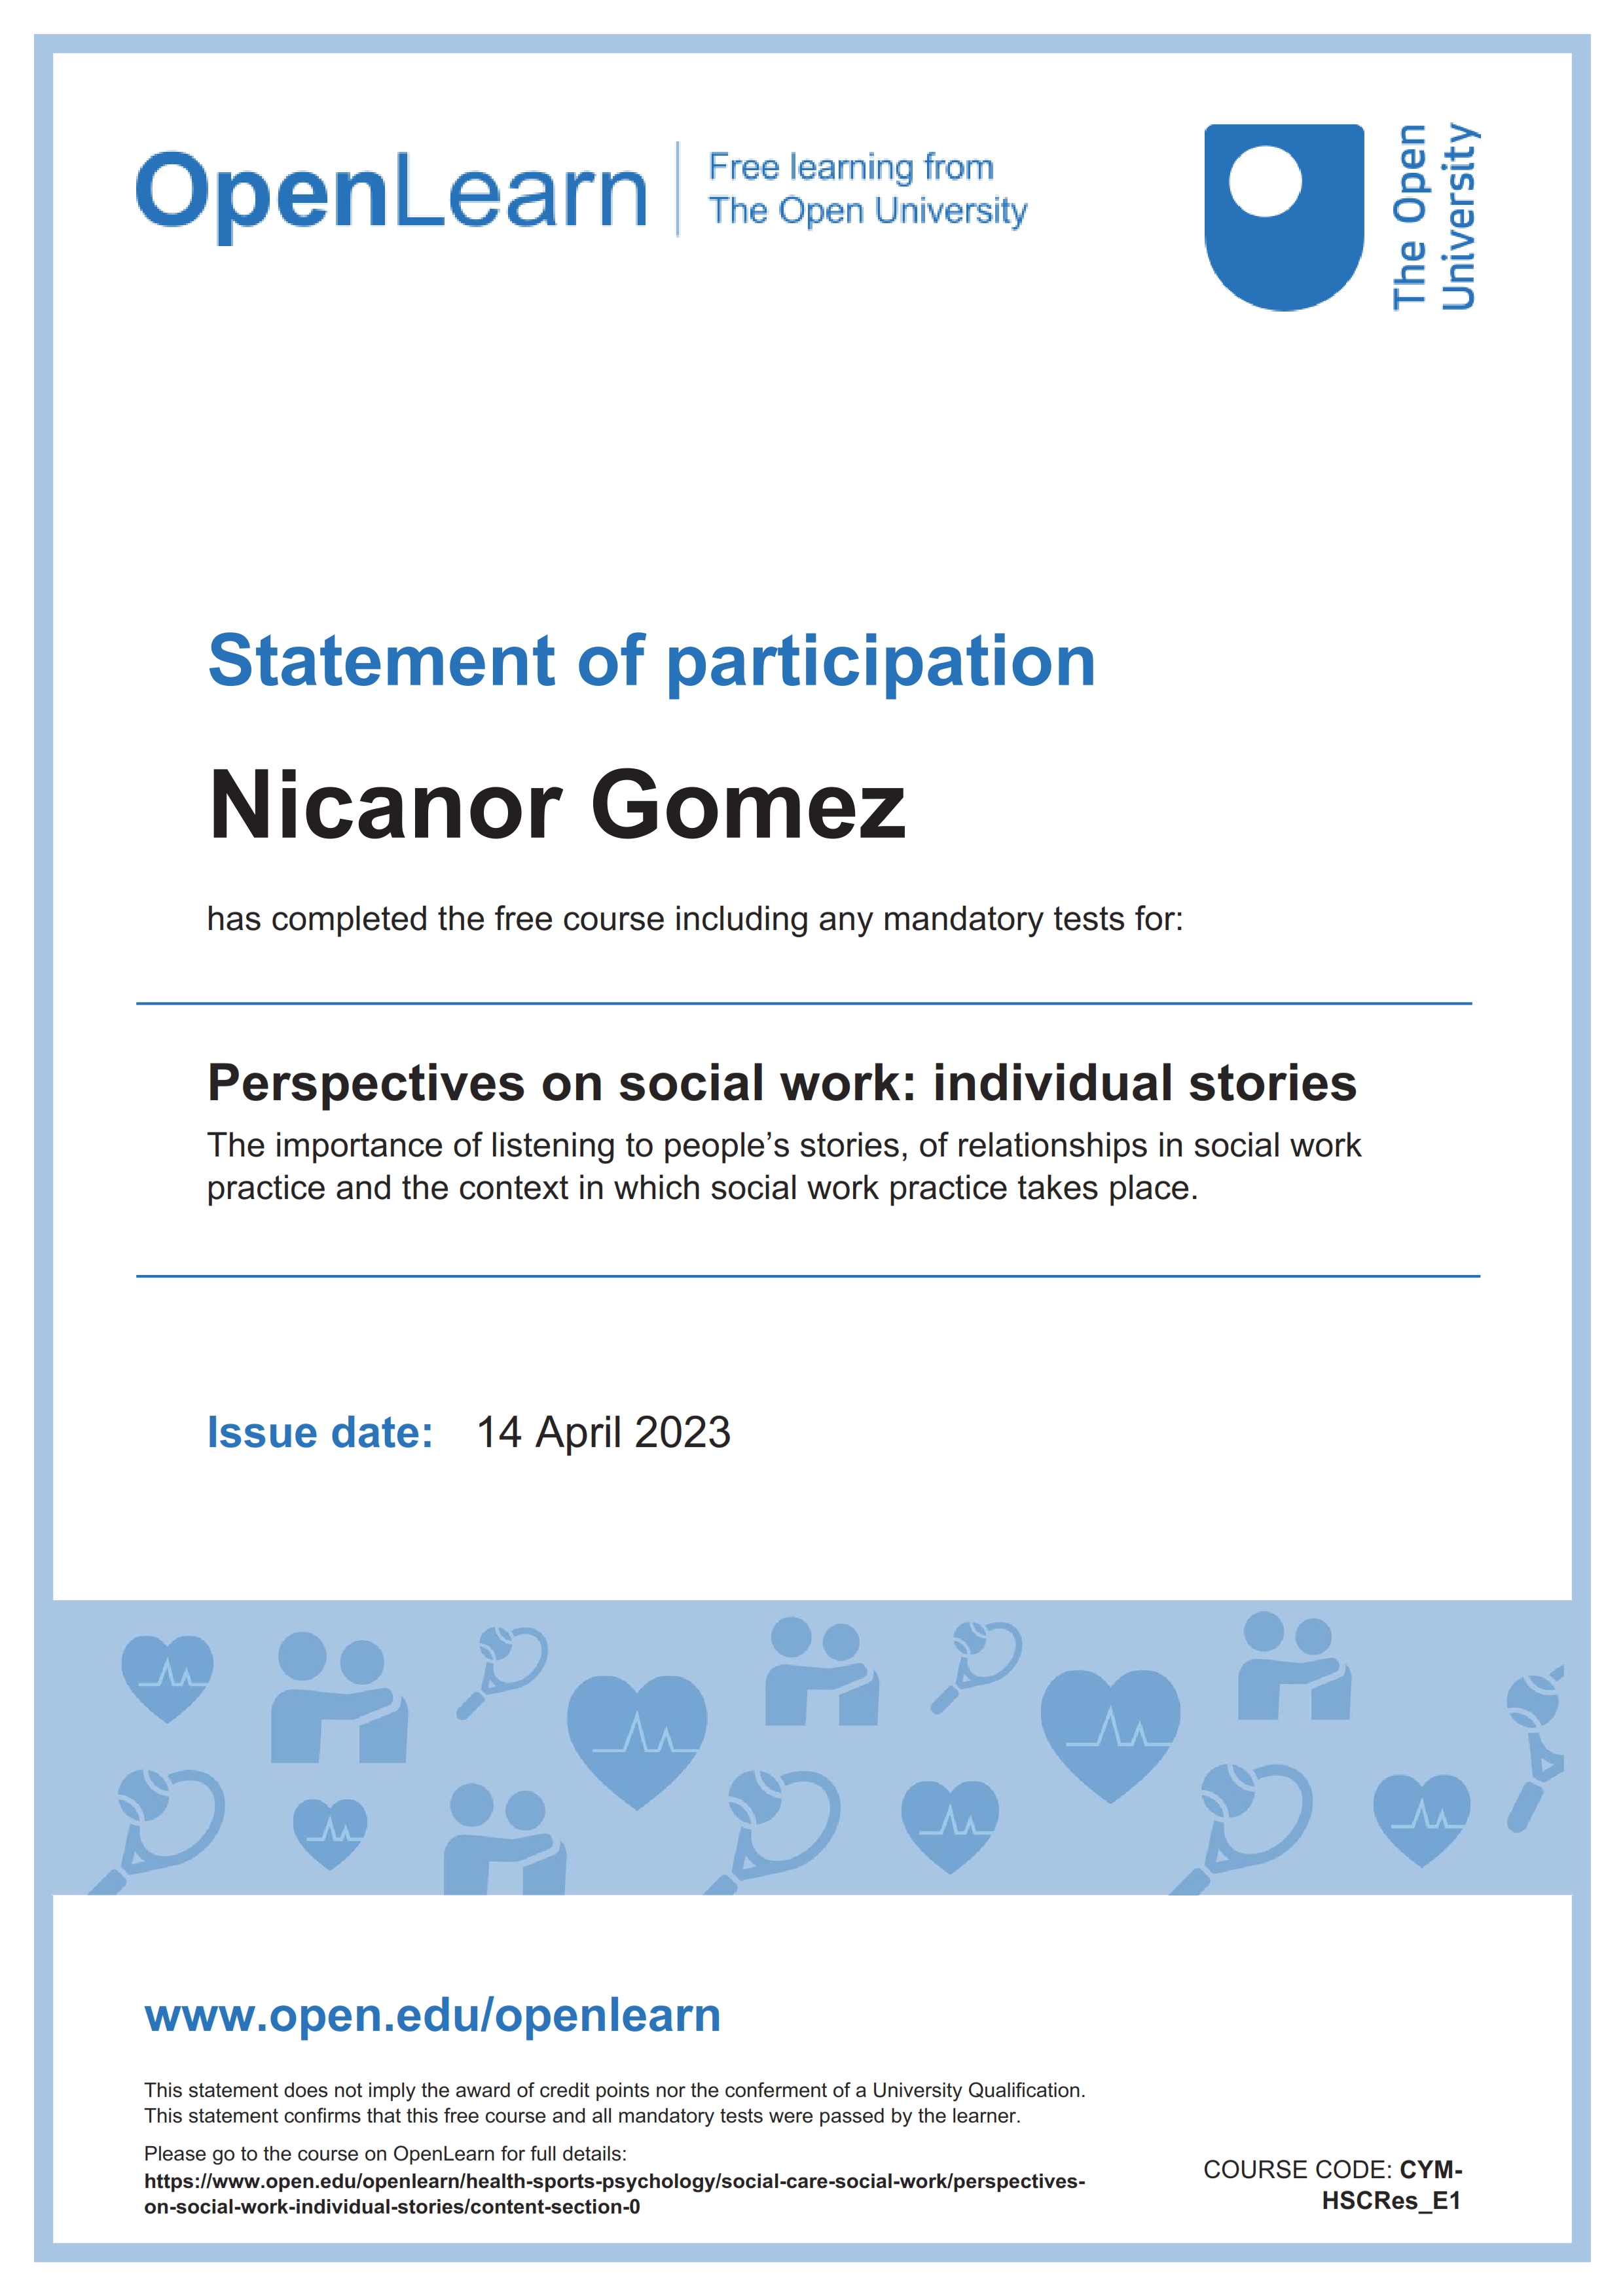 OpenLearn
Free learning from
The Open University
The Open
University
Statement of participation
Nicanor Gomez
has completed the free course including any mandatory tests for:
Perspectives on social work: individual stories
The importance of listening to people’s stories, of relationships in social work
practice and the context in which social work practice takes place.
Issue date: 14 April 2023
www.open.edu/openlearn
This statement does not imply the award of credit points nor the conferment of a University Qualification.
This statement confirms that this free course and all mandatory tests were passed by the learner.
Please go to the course on OpenLearn for full details:
https://www.open.edu/openlearn/health-sports-psychology/social-care-social-work/perspectives-
on-social-work-individual-stories/content-section-0
COURSE CODE: CYM-
HSCRes_E1